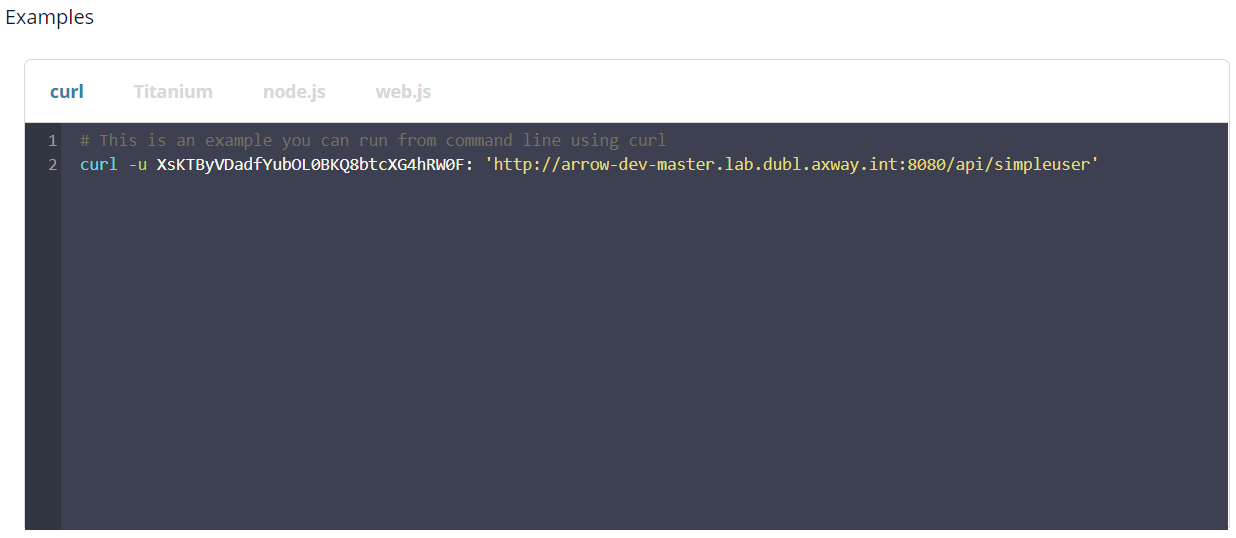 Examples
curl Titanium node.js web.js
1 # This is an example you can run from command line using curl
2 curl -u XsKTByVDadfYubOL0BKQ8btcXG4hRW0F: 'http://arrow-dev-master.lab.dubl.axway.int:8080/api/simpleuser'